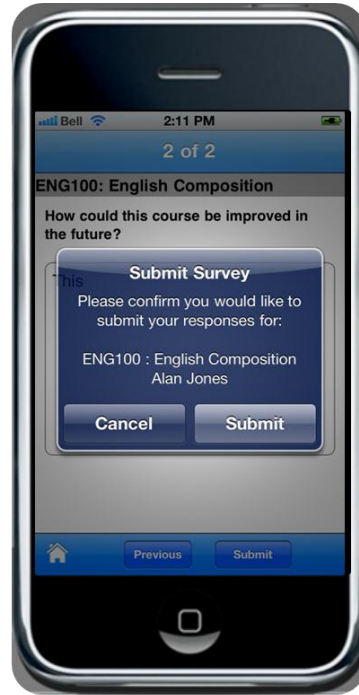 Bell 2:11 PM
2 of 2
ENG100: English Composition
How could this course be improved in
the future?
This
Submit Survey
Please confirm you would like to
submit your responses for:
ENG100 : English Composition
Alan Jones
Cancel Submit
Previous Submit